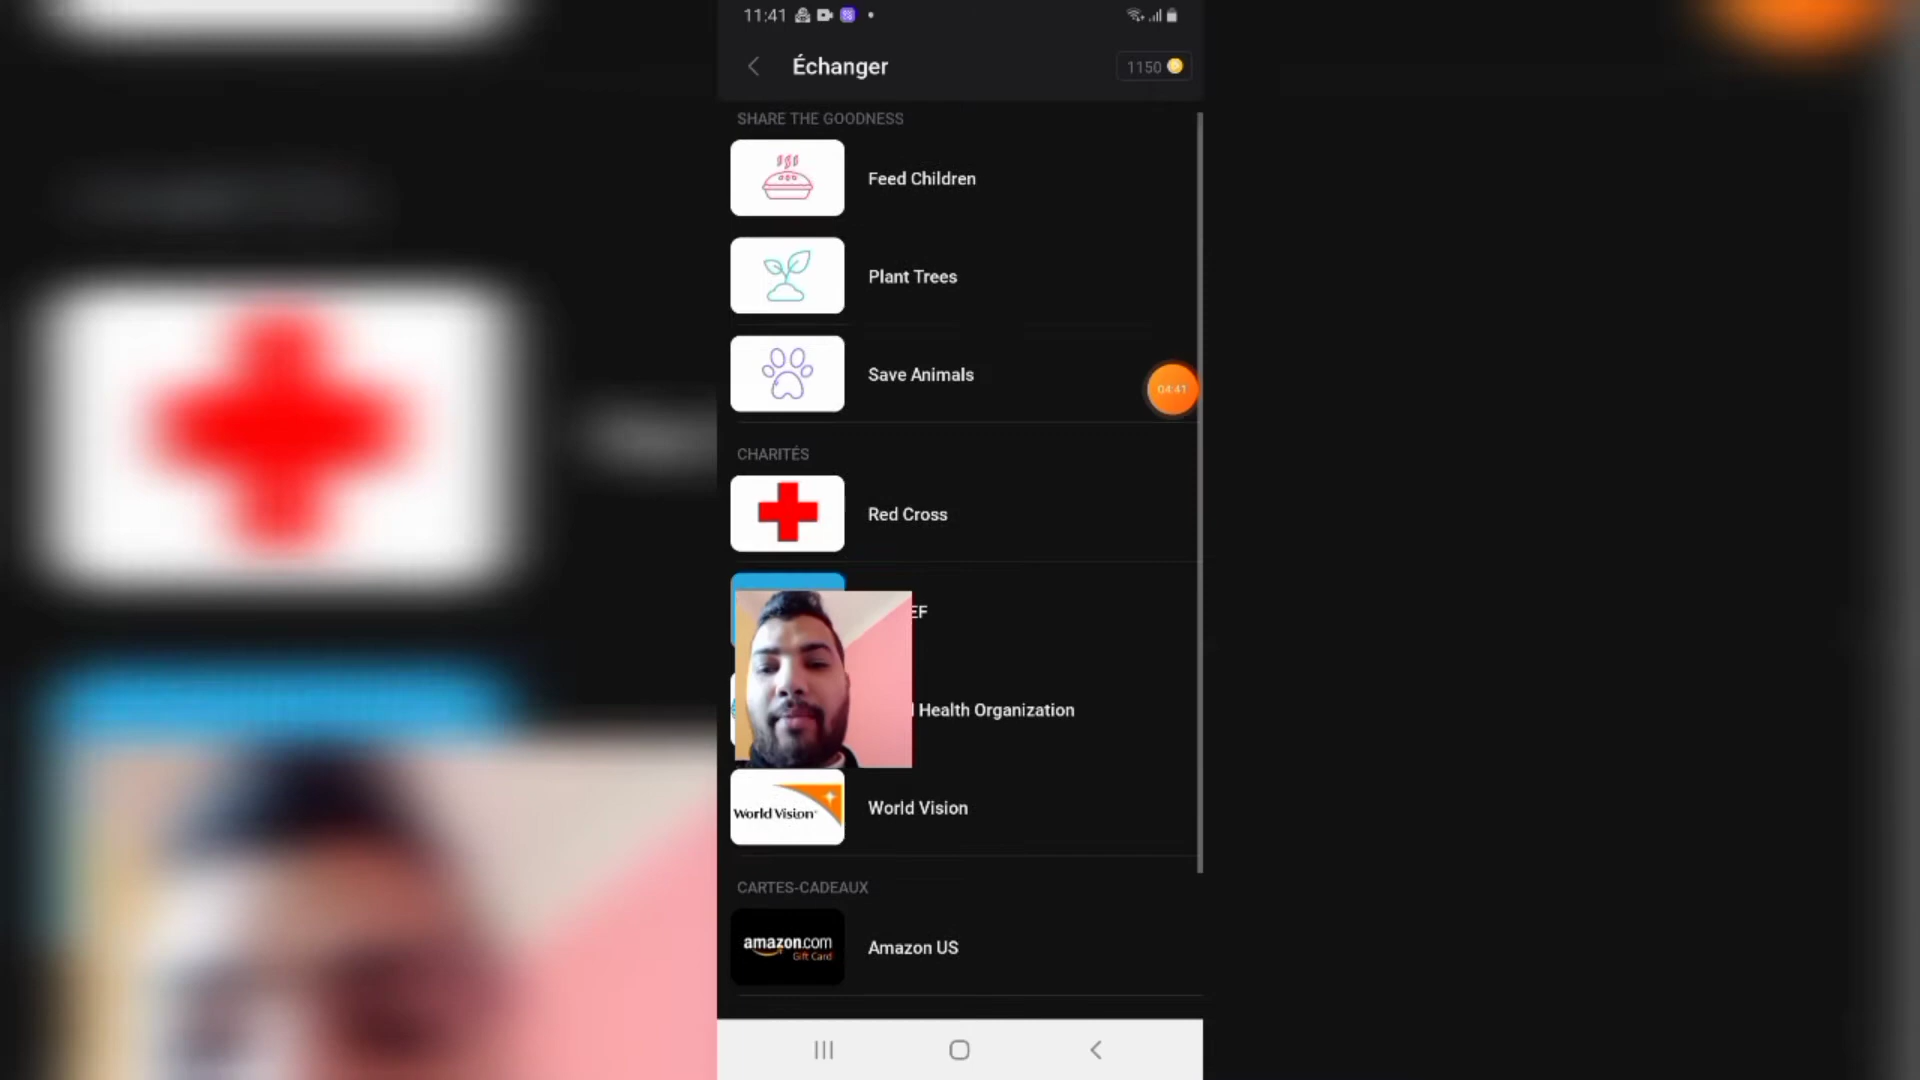 11:41
Échanger
1150
SHARE THE GOODNESS
Feed Children
Plant Trees
Save Animals
04:41
CHARITÉS
Red Cross
EF
Health Organization
World Vision
World Vision
CARTES-CADEAUX
amazon.com
Gift Card
Amazon US